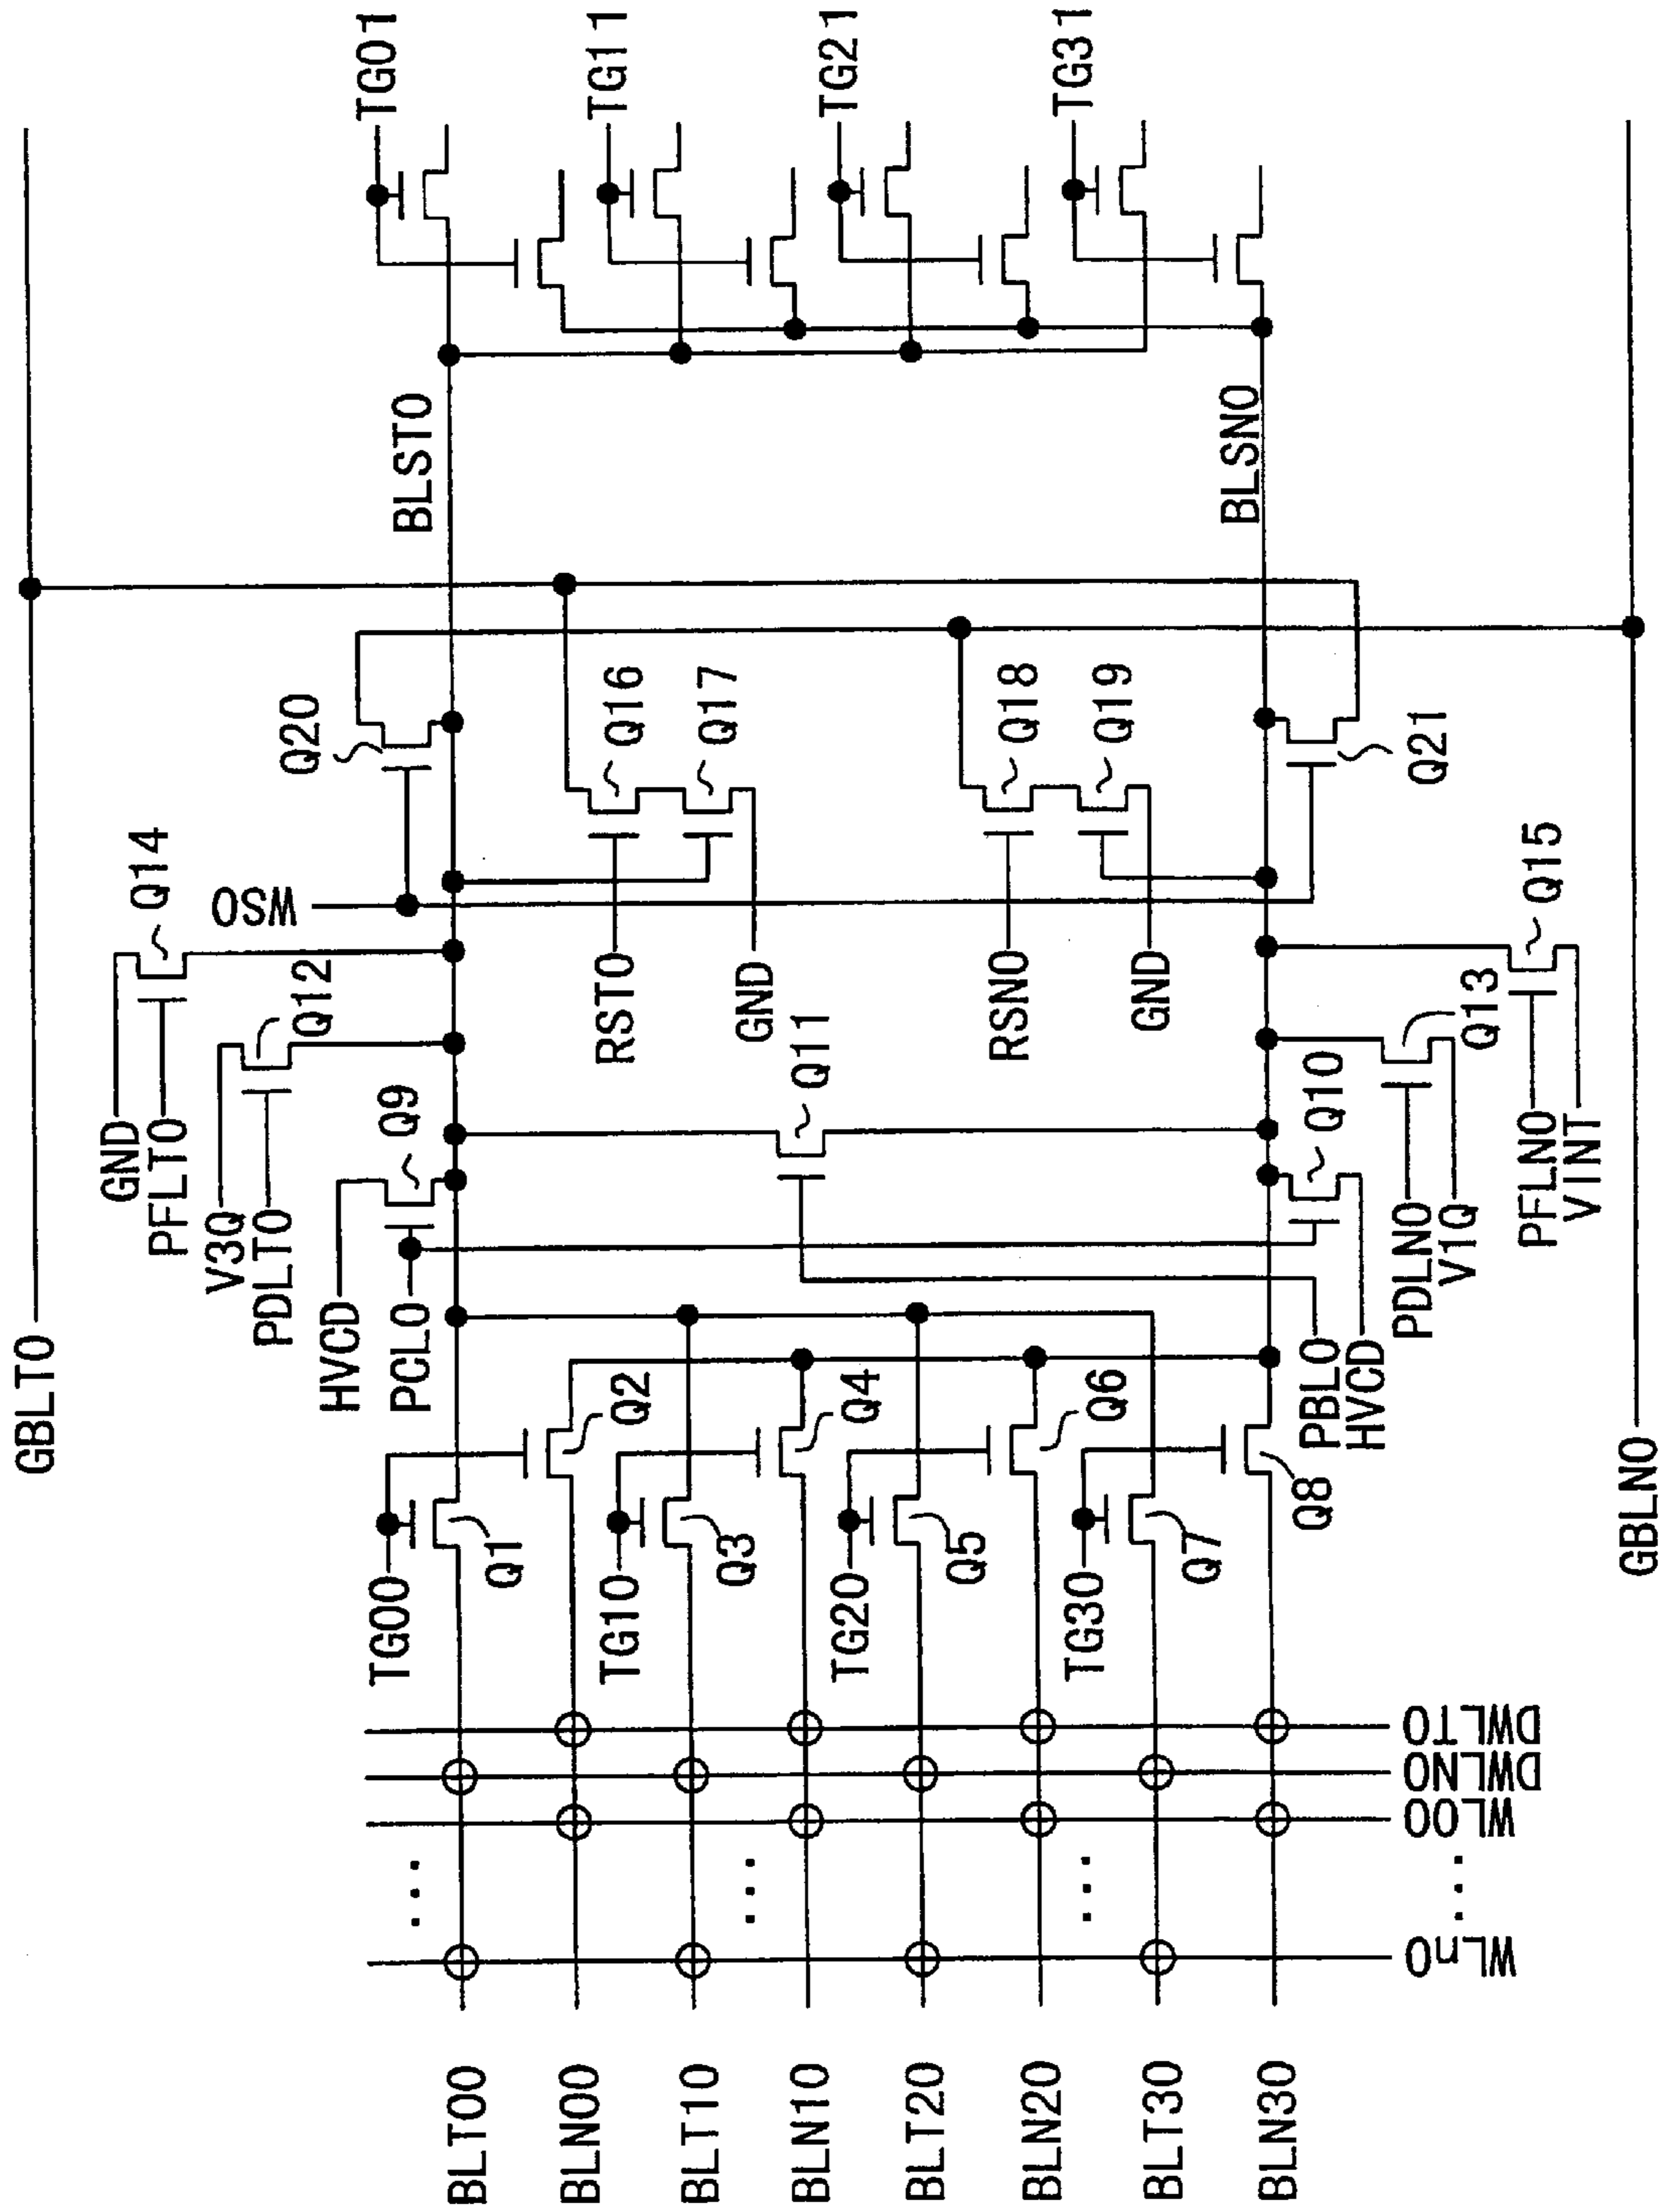 TG01
TG11
TG21
TG31
BLST0
BLSN0
Q20
Q16
Q17
Q18
Q19
Q21
WS0
Q14
Q12
Q15
Q13
RST0
GND
RSN0
GND
Q11
Q9
Q10
GND
PFLT0
V3Q
PDLT0
HVCD
PCL0
PFLN0
VINT
PDLN0
V1Q
PBL0
HVCD
GBLT0
GBLN0
Q2
Q4
Q6
Q8
Q1
Q3
Q5
Q7
TG00
TG10
TG20
TG30
DWLT0
DWLN0
WL00
...
...
...
...
WLn0
BLT00
BLN00
BLT10
BLN10
BLT20
BLN20
BLT30
BLN30